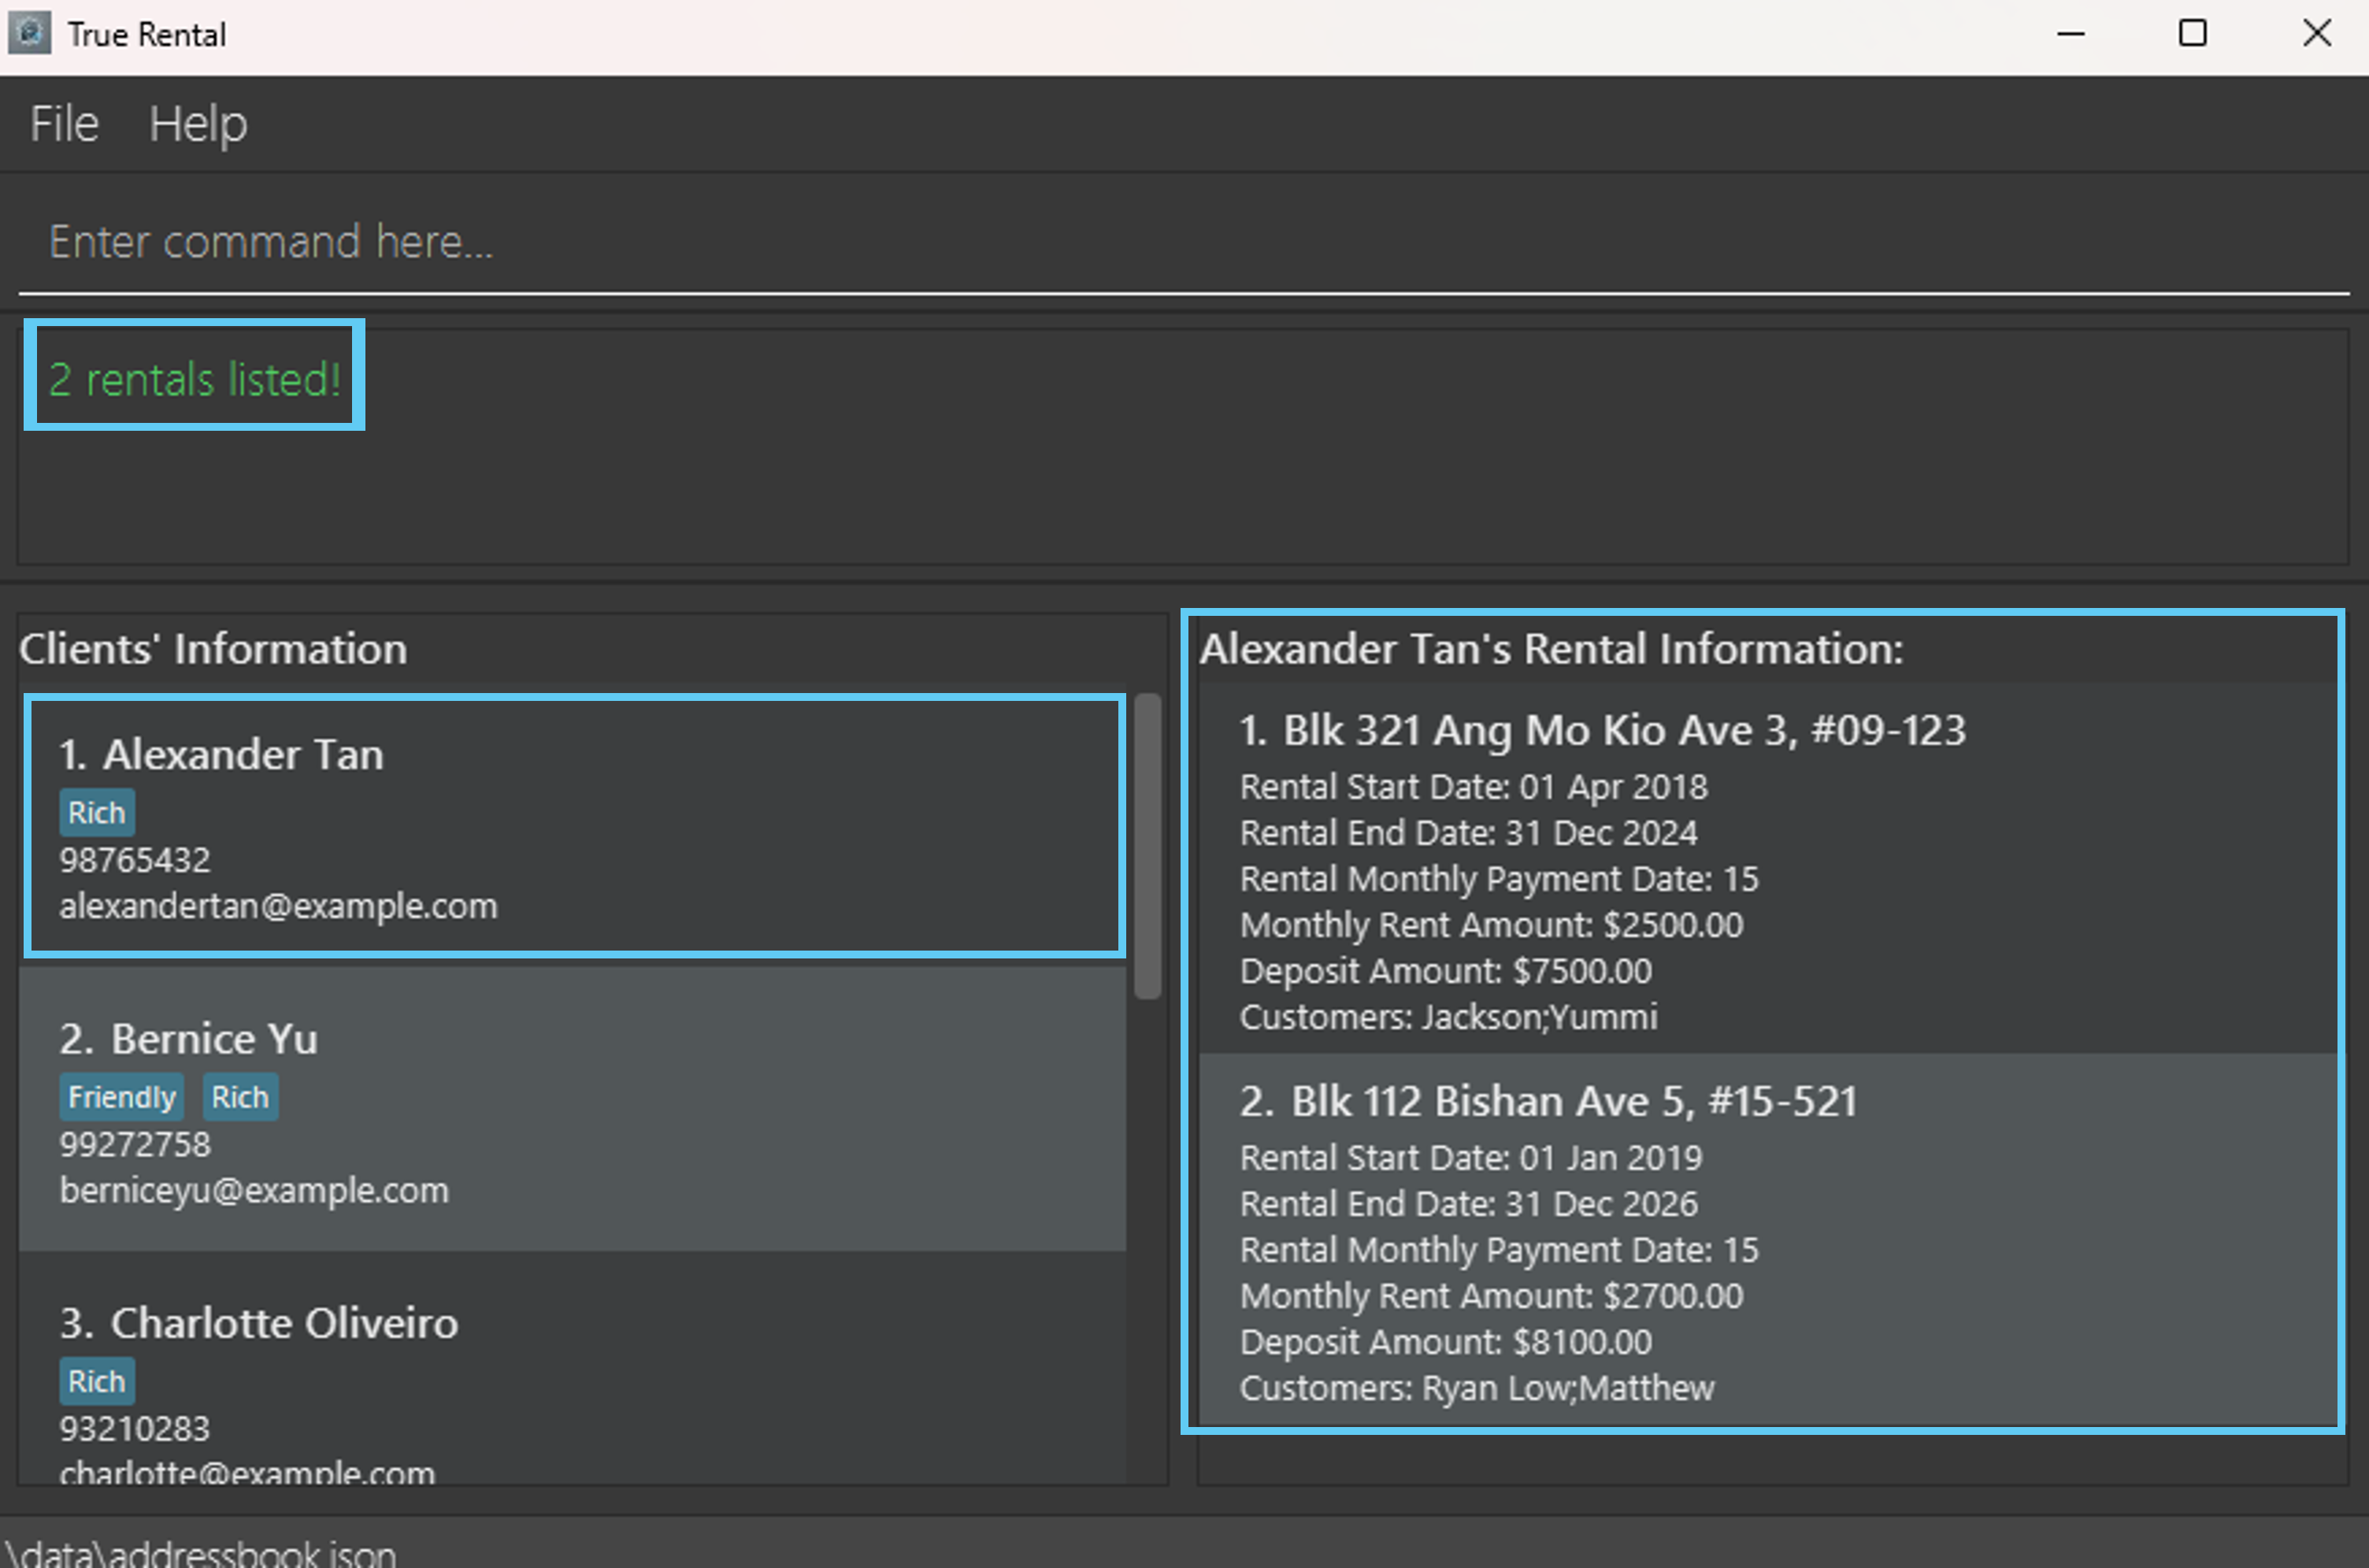 True Rental
File Help
Enter command here...
2 rentals listed!
Clients' Information
1. Alexander Tan
Rich
98765432
alexandertan@example.com
2. Bernice Yu
Friendly Rich
99272758
berniceyu@example.com
3. Charlotte Oliveiro
Rich
93210283
charlotte@example.com
Alexander Tan's Rental Information:
1. Blk 321 Ang Mo Kio Ave 3, #09-123
Rental Start Date: 01 Apr 2018
Rental End Date: 31 Dec 2024
Rental Monthly Payment Date: 15
Monthly Rent Amount: $2500.00
Deposit Amount: $7500.00
Customers: Jackson;Yummi
2. Blk 112 Bishan Ave 5, #15-521
Rental Start Date: 01 Jan 2019
Rental End Date: 31 Dec 2026
Rental Monthly Payment Date: 15
Monthly Rent Amount: $2700.00
Deposit Amount: $8100.00
Customers: Ryan Low;Matthew
\data\addressbook.json